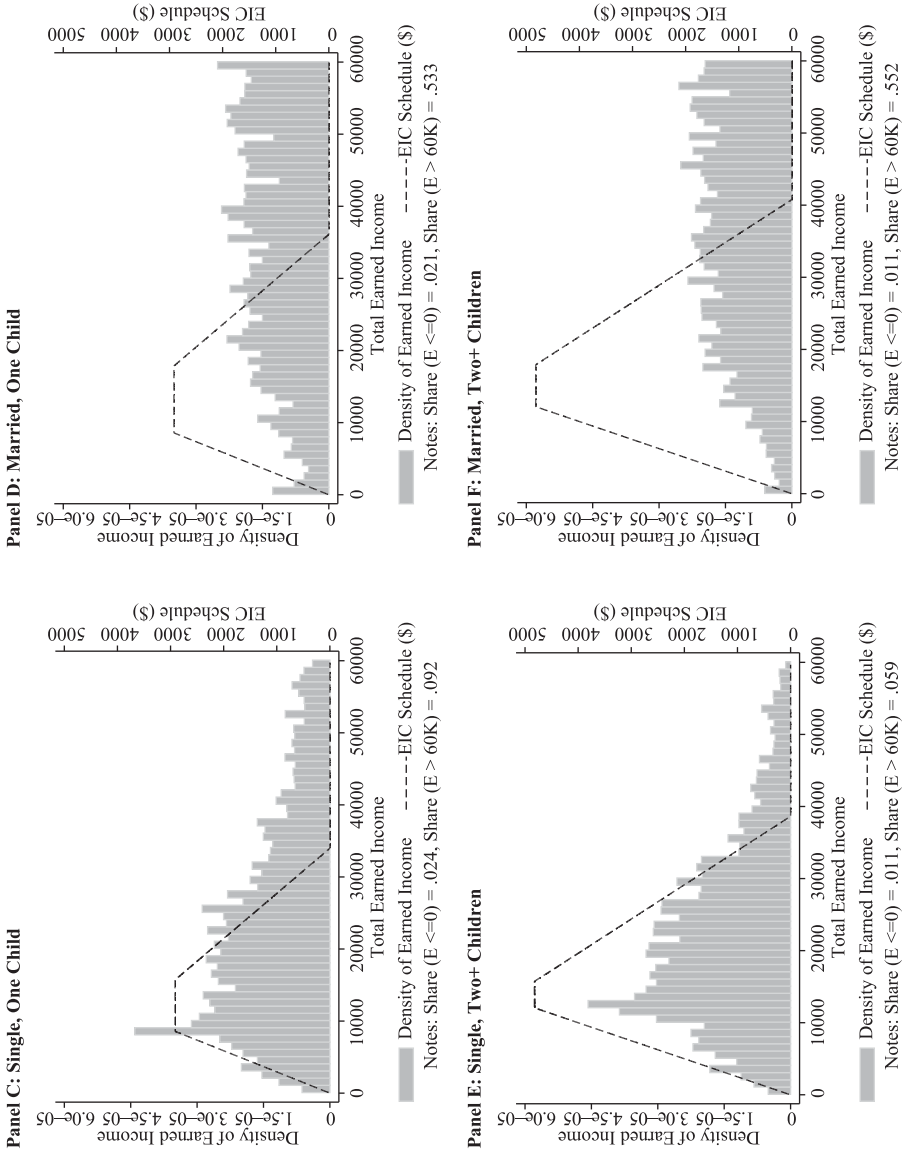 Panel C: Single, One Child
Density of Earned Income
0 1.5e−05 3.0e−05 4.5e−05 6.0e−05
0 1000 2000 3000 4000 5000
EIC Schedule ($)
0 10000 20000 30000 40000 50000 60000
Total Earned Income
Density of Earned Income EIC Schedule ($)
Notes: Share (E <=0) = .024, Share (E > 60K) = .092
Panel D: Married, One Child
Density of Earned Income
0 1.5e−05 3.0e−05 4.5e−05 6.0e−05
0 1000 2000 3000 4000 5000
EIC Schedule ($)
0 10000 20000 30000 40000 50000 60000
Total Earned Income
Density of Earned Income EIC Schedule ($)
Notes: Share (E <=0) = .021, Share (E > 60K) = .533
Panel E: Single, Two+ Children
Density of Earned Income
0 1.5e−05 3.0e−05 4.5e−05 6.0e−05
0 1000 2000 3000 4000 5000
EIC Schedule ($)
0 10000 20000 30000 40000 50000 60000
Total Earned Income
Density of Earned Income EIC Schedule ($)
Notes: Share (E <=0) = .011, Share (E > 60K) = .059
Panel F: Married, Two+ Children
Density of Earned Income
0 1.5e−05 3.0e−05 4.5e−05 6.0e−05
0 1000 2000 3000 4000 5000
EIC Schedule ($)
0 10000 20000 30000 40000 50000 60000
Total Earned Income
Density of Earned Income EIC Schedule ($)
Notes: Share (E <=0) = .011, Share (E > 60K) = .552